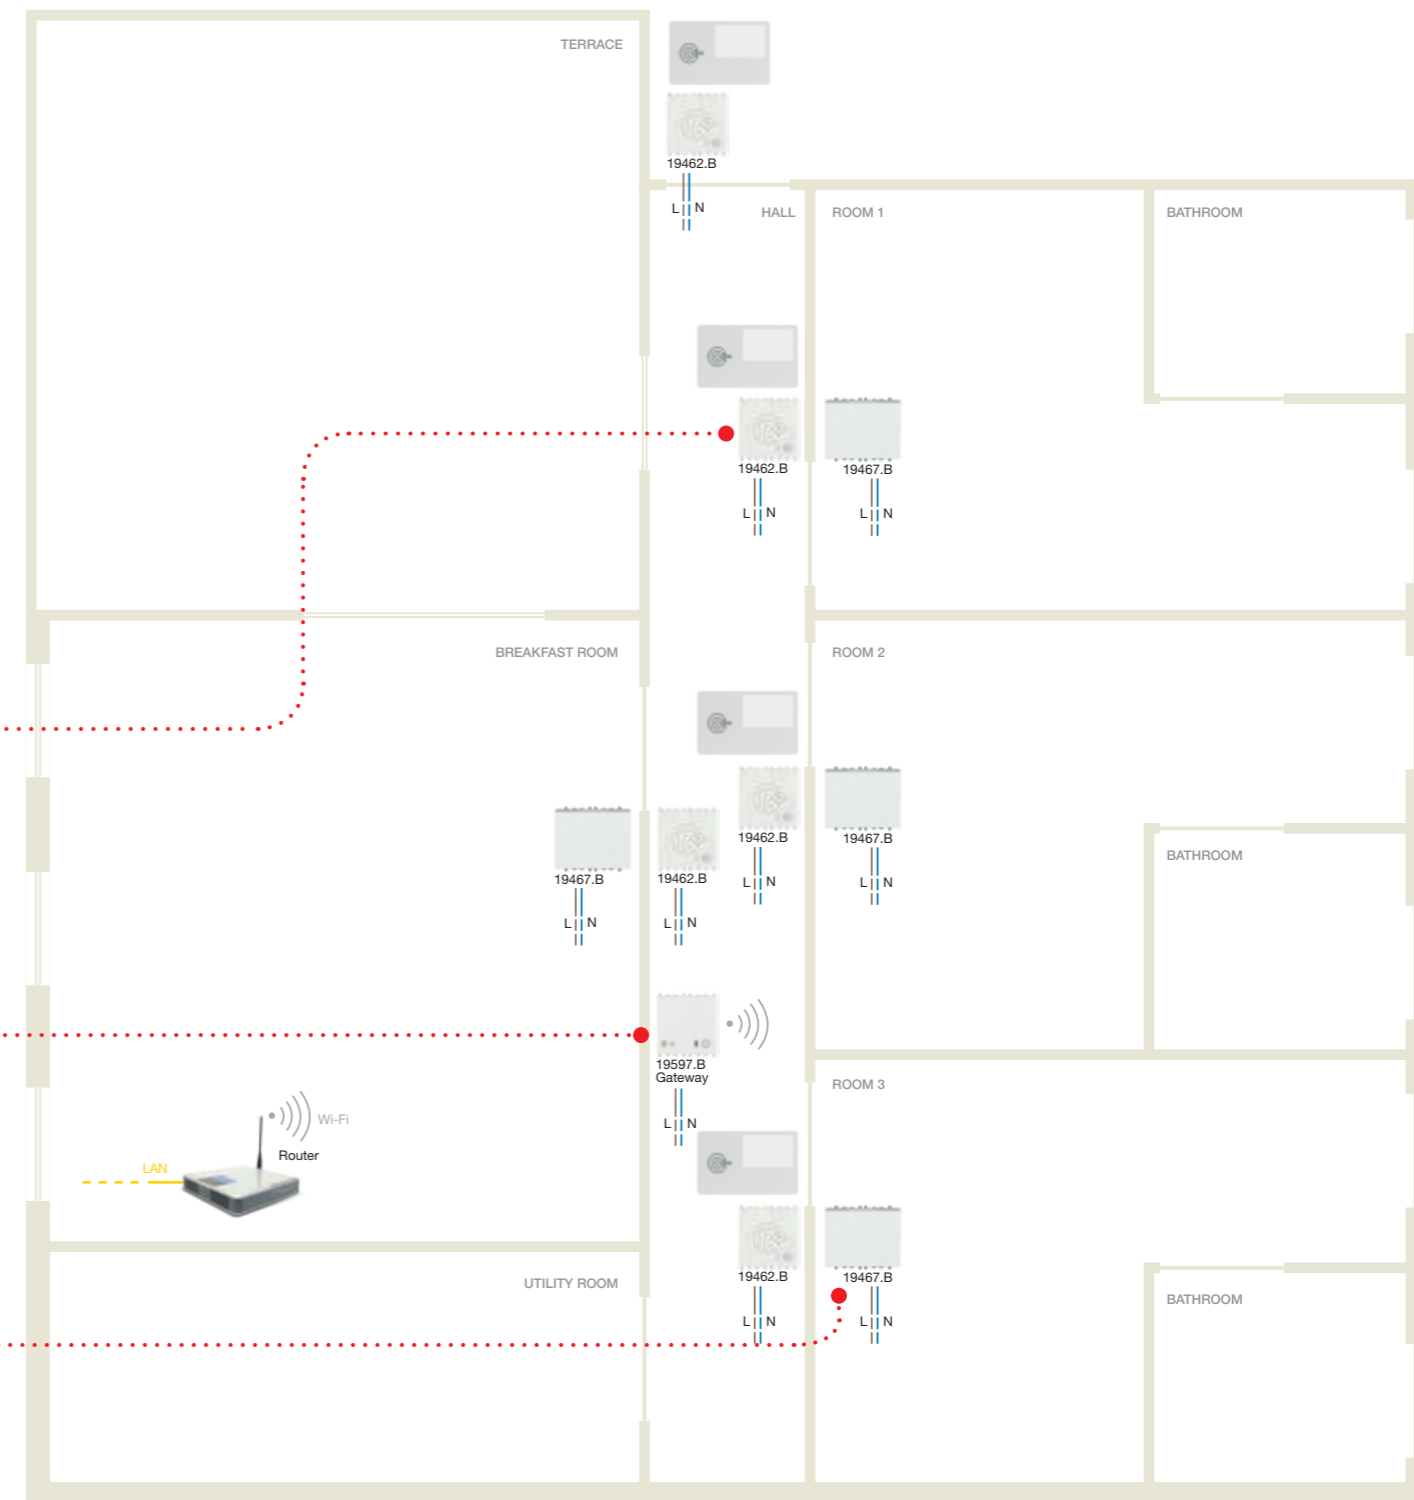 TERRACE
19462.B
L N
HALL
ROOM 1
BATHROOM
19462.B
L N
19467.B
L N
BREAKFAST ROOM
ROOM 2
19467.B
L N
19462.B
L N
19462.B
L N
19467.B
L N
BATHROOM
19597.B
Gateway
L N
ROOM 3
Wi-Fi
Router
LAN
UTILITY ROOM
19462.B
L N
19467.B
L N
BATHROOM